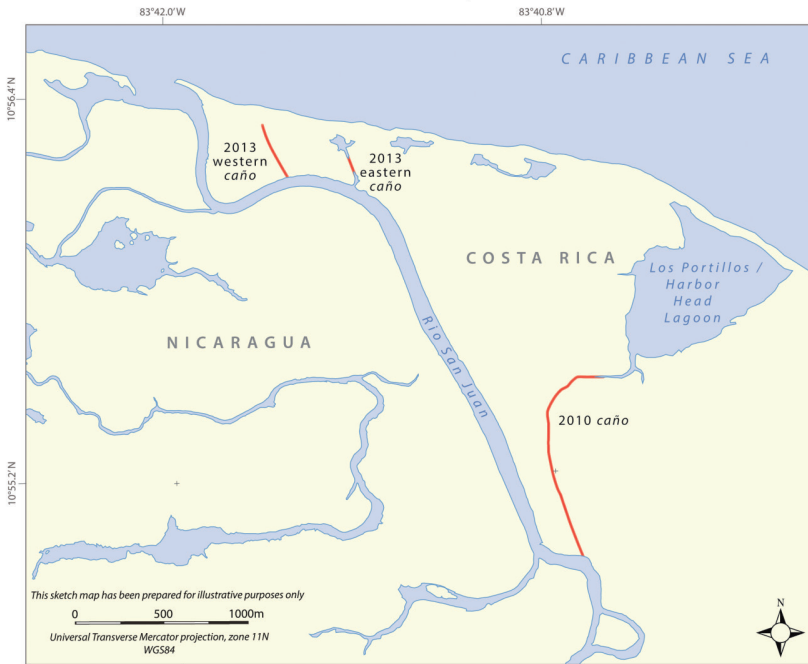 83°42.0'W
83°40.8'W
CARIBBEAN SEA
10°56.4'N
2013
western
caño
2013
eastern
caño
COSTA RICA
Los Portillos /
Harbor
Head
Lagoon
NICARAGUA
Rio San Juan
2010 caño
10°55.2'N
This sketch map has been prepared for illustrative purposes only
0 500 1000m
Universal Transverse Mercator projection, zone 11N
WGS84
N